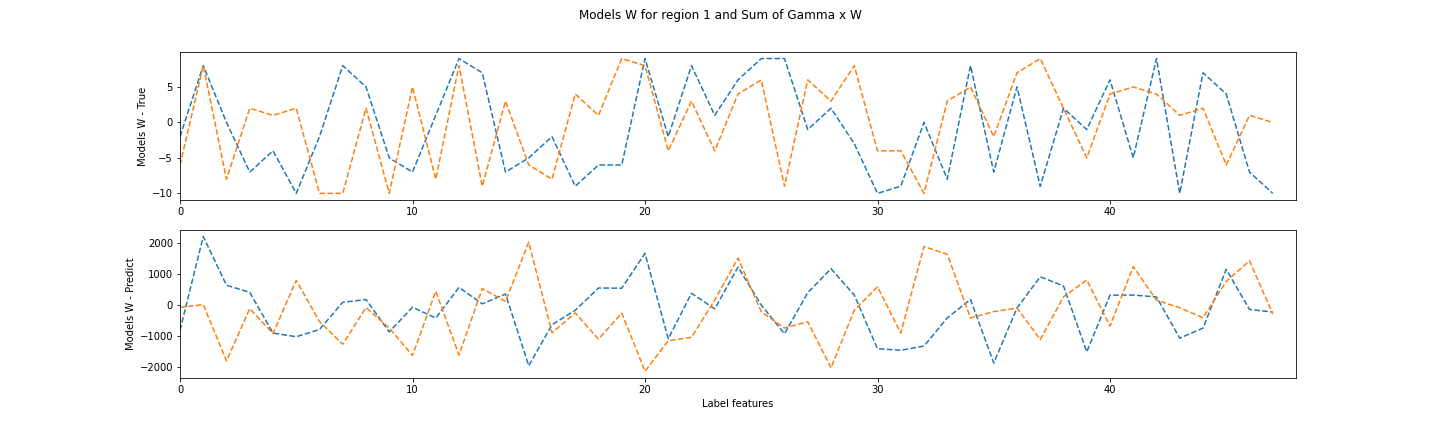 Models W for region 1 and Sum of Gamma x W
Models W - True
5
0
−5
−10
0 10 20 30 40
Models W - Predict
2000
1000
0
−1000
−2000
0 10 20 30 40
Label features